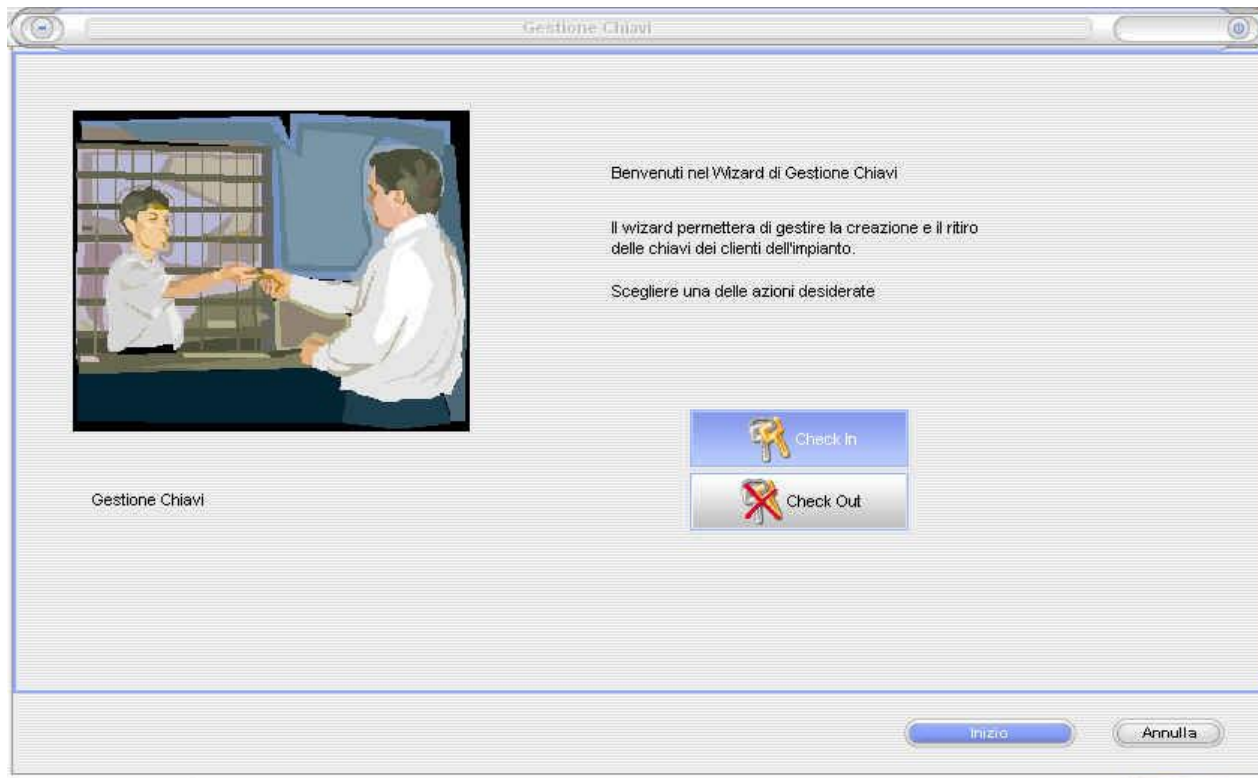 Gestione Chiavi
Benvenuti nel Wizard di Gestione Chiavi
Il wizard permettera di gestire la creazione e il ritiro
delle chiavi dei clienti dell'impianto.
Scegliere una delle azioni desiderate
Check In
Check Out
Gestione Chiavi
Inizio
Annulla